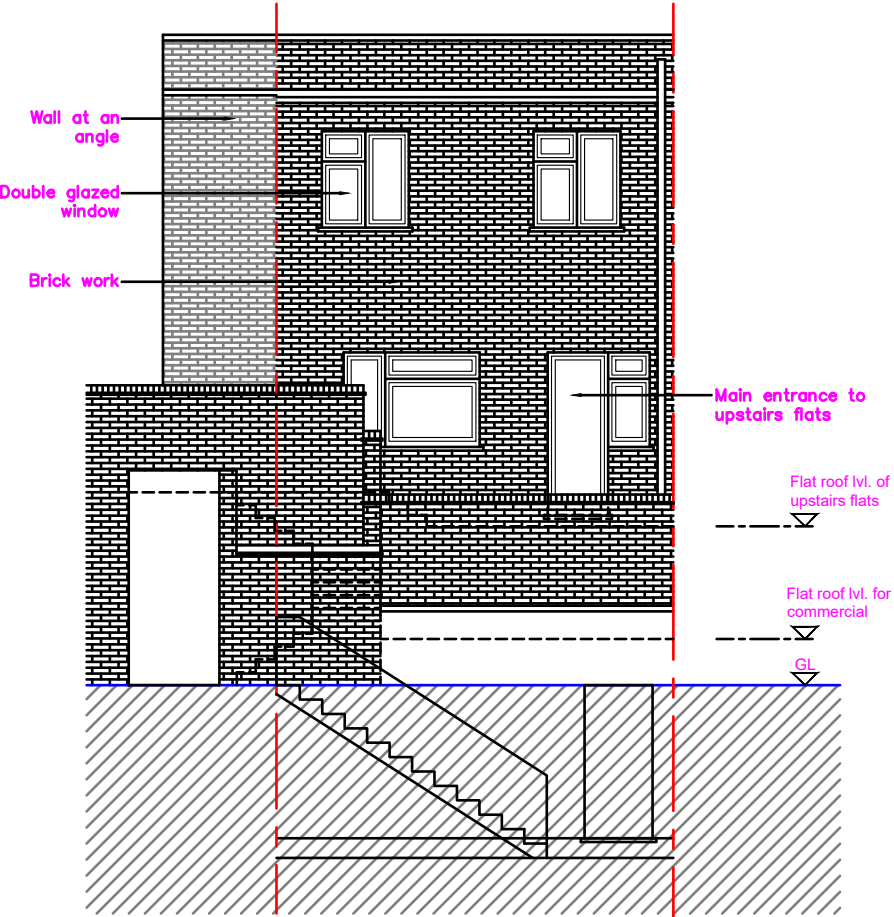 Wall at an
angle
Double glazed
window
Brick work
Main entrance to
upstairs flats
Flat roof lvl. of
upstairs flats
Flat roof lvl. for
commercial
GL